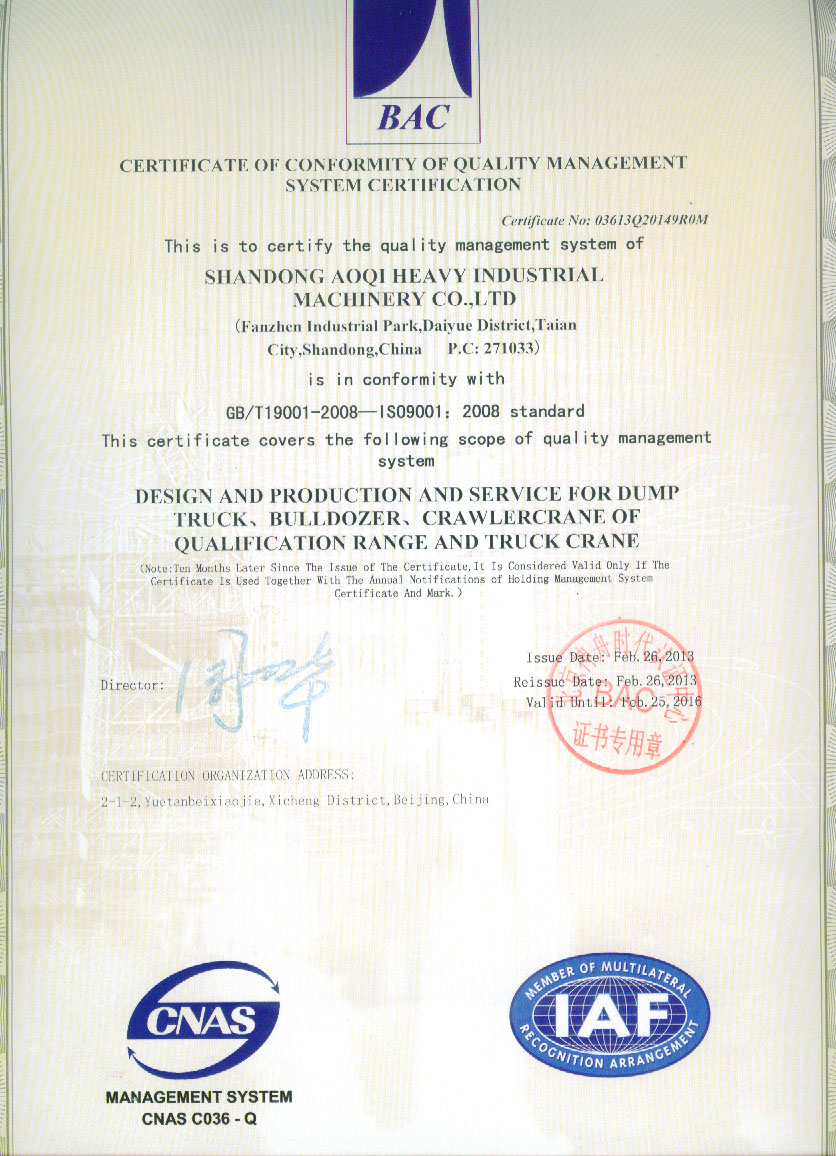 BAC
CERTIFICATE OF CONFORMITY OF QUALITY MANAGEMENT
SYSTEM CERTIFICATION
Certificate No: 03613Q20149R0M
This is to certify the quality management system of
SHANDONG AOQI HEAVY INDUSTRIAL
MACHINERY CO.,LTD
(Fanzhen Industrial Park,Daiyue District,Taian
City,Shandong,China P.C: 271033)
is in conformity with
GB/T19001-2008—ISO9001: 2008 standard
This certificate covers the following scope of quality management
system
DESIGN AND PRODUCTION AND SERVICE FOR DUMP
TRUCK、BULLDOZER、CRAWLERCRANE OF
QUALIFICATION RANGE AND TRUCK CRANE
(Note:Ten Months Later Since The Issue of The Certificate,It Is Considered Valid Only If The
Certificate Is Used Together With The Annual Notifications of Holding Management System
Certificate And Mark.)
Issue Date: Feb.26,2013
Director:
Reissue Date: Feb.26,2013
Valid Until: Feb.25,2016
BAC
证书专用章
CERTIFICATION ORGANIZATION ADDRESS:
2-1-2,Yuetanbeixiaojie,Xicheng District,Beijing,China
CNAS
MANAGEMENT SYSTEM
CNAS C036 - Q
MEMBER OF MULTILATERAL
IAF
RECOGNITION ARRANGEMENT